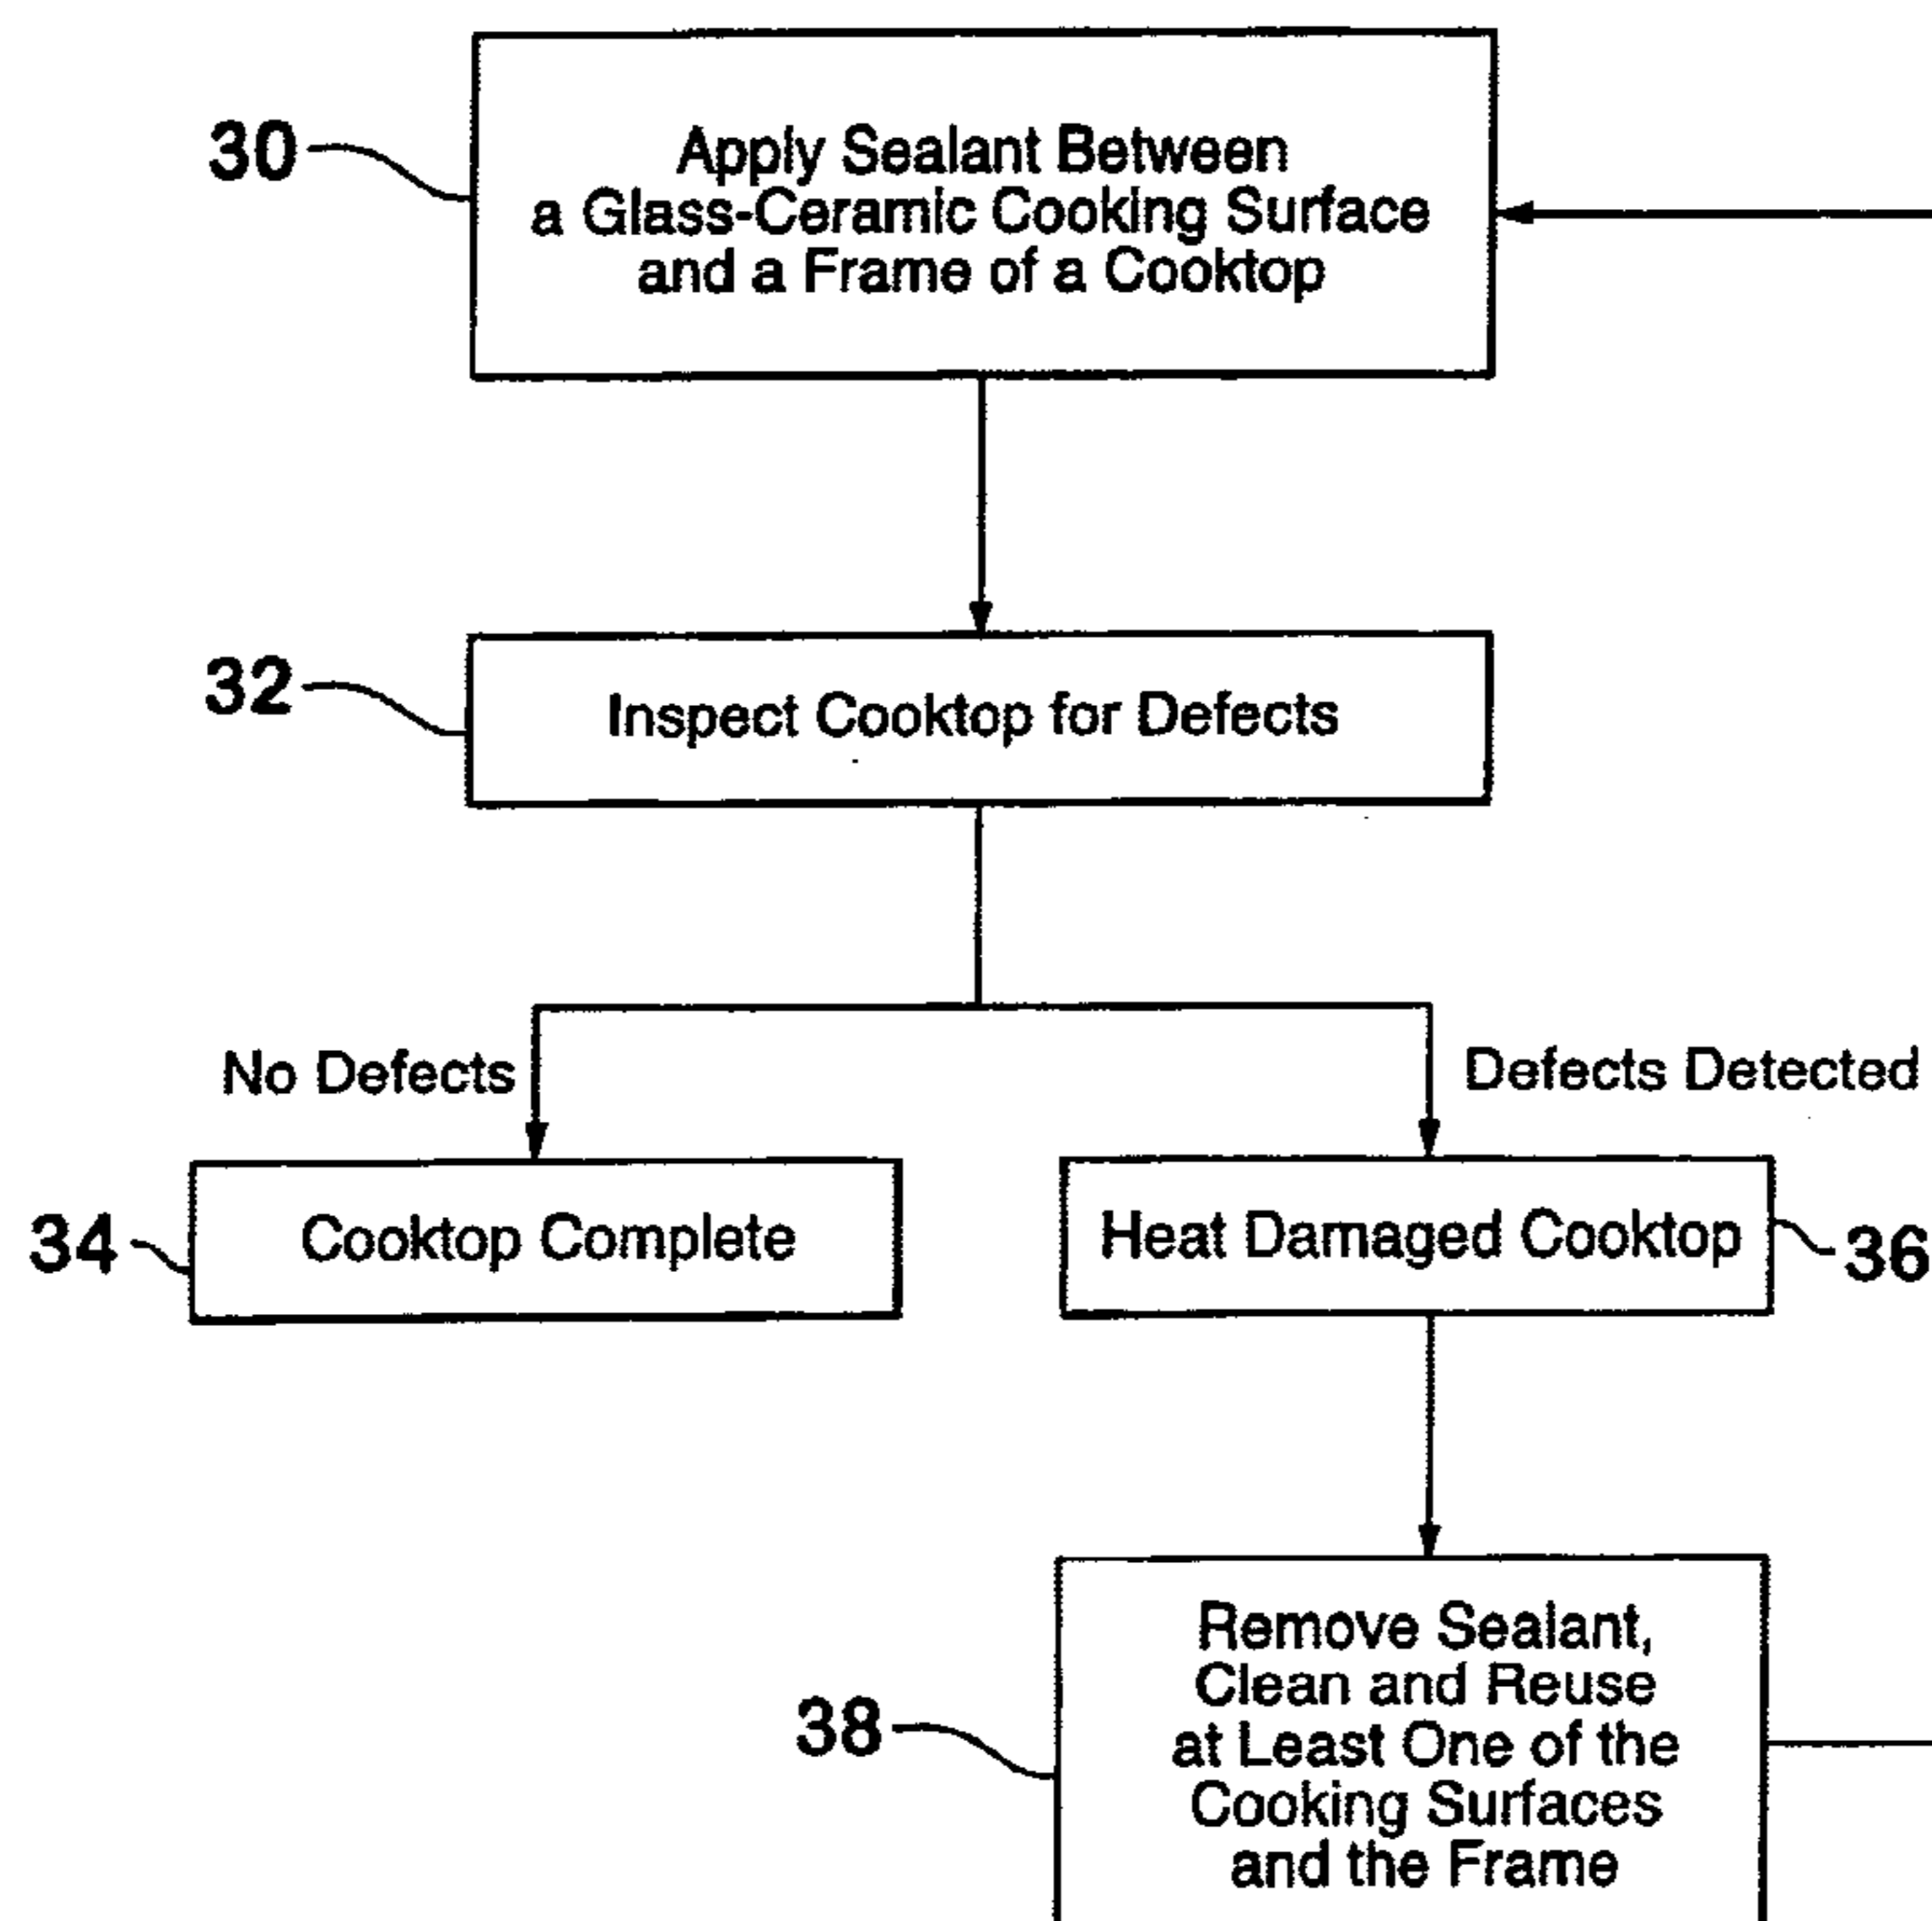 30
Apply Sealant Between
a Glass-Ceramic Cooking Surface
and a Frame of a Cooktop
32
Inspect Cooktop for Defects
No Defects
Defects Detected
34
Cooktop Complete
Heat Damaged Cooktop
36
38
Remove Sealant,
Clean and Reuse
at Least One of the
Cooking Surfaces
and the Frame